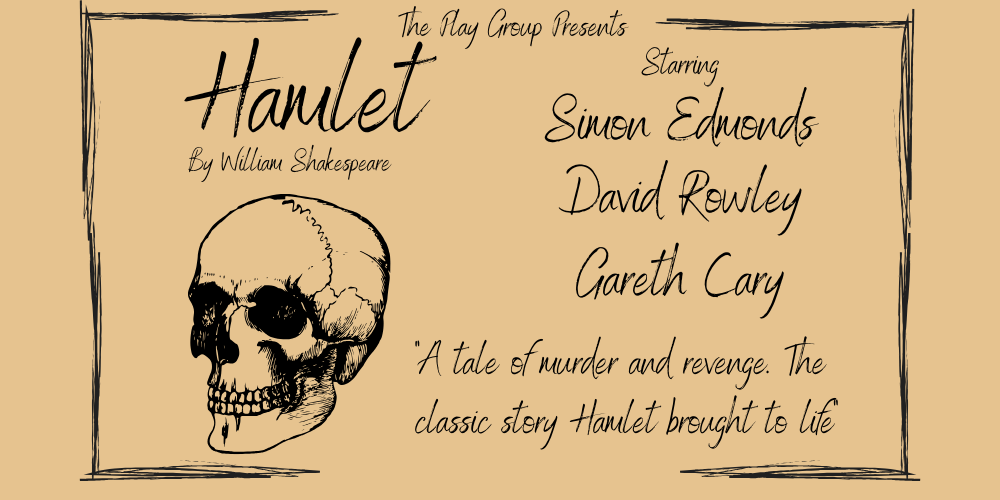 The Play Group Presents
Hamlet
By William Shakespeare
Starring
Simon Edmonds
David Rowley
Gareth Cary
"A tale of murder and revenge. The
classic story Hamlet brought to life"